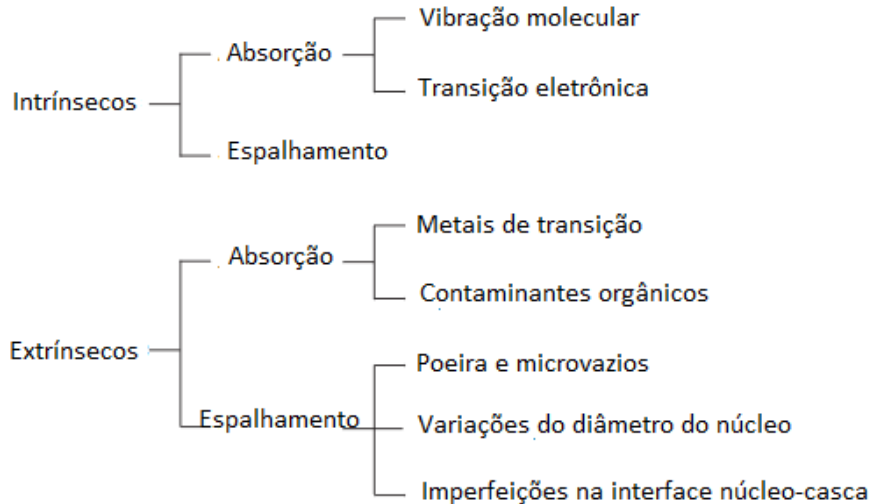 Intrínsecos
Absorção
Vibração molecular
Transição eletrônica
Espalhamento
Extrínsecos
Absorção
Metais de transição
Contaminantes orgânicos
Espalhamento
Poeira e microvazios
Variações do diâmetro do núcleo
Imperfeições na interface núcleo-casca